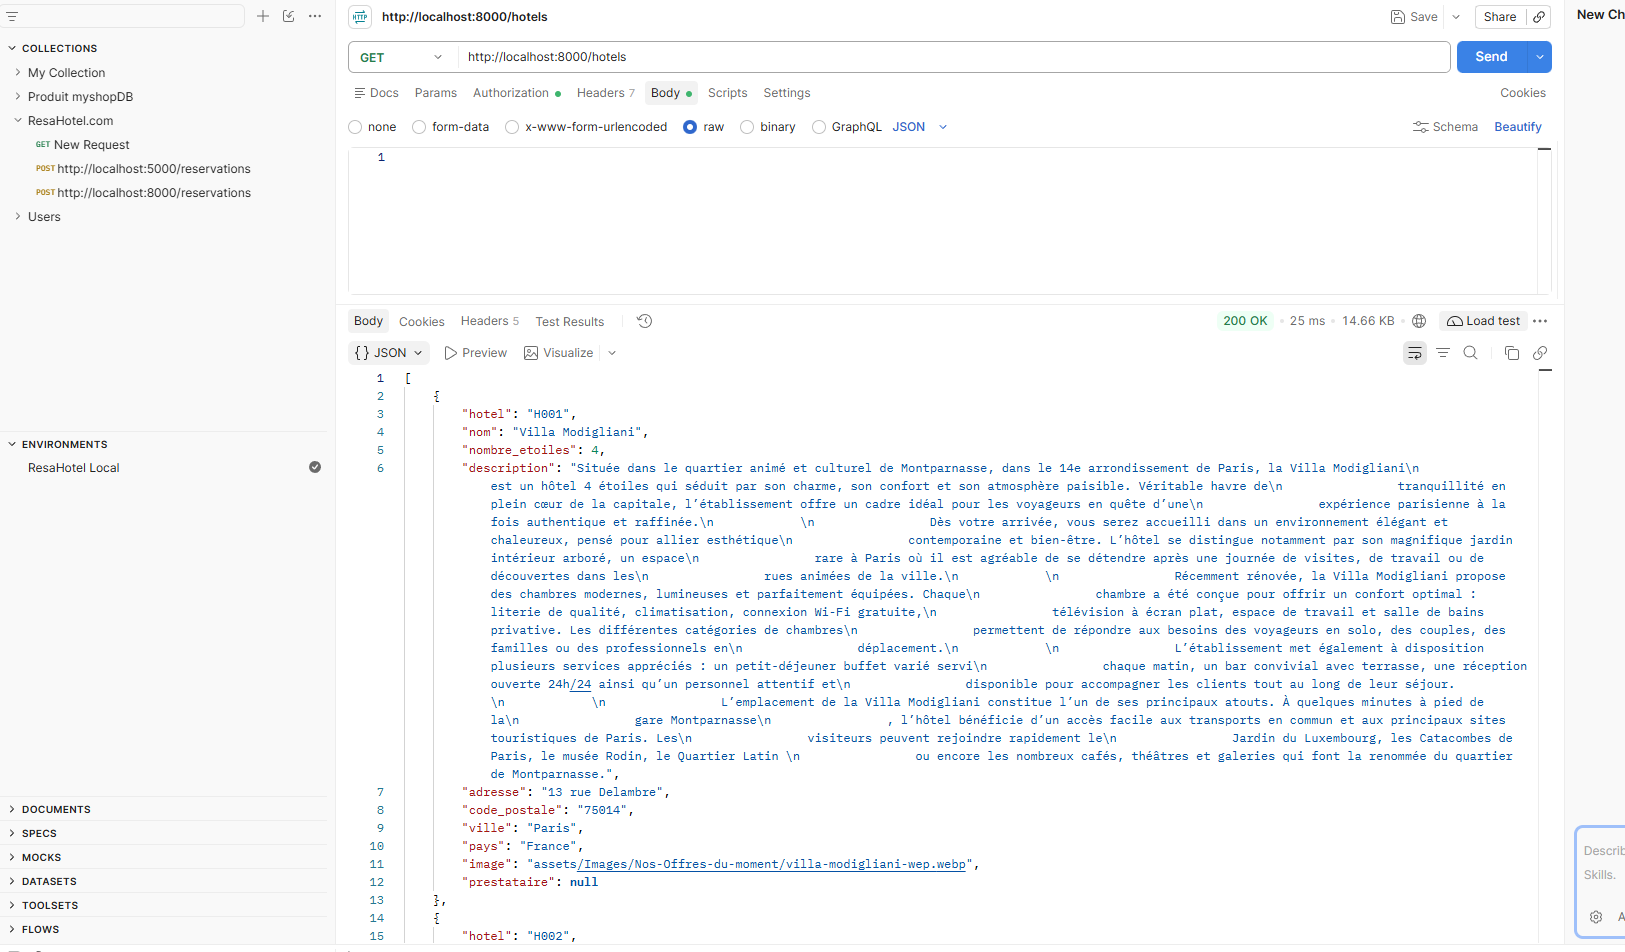 COLLECTIONS
My Collection
Produit myshopDB
ResaHotel.com
GET New Request
POST http://localhost:5000/reservations
POST http://localhost:8000/reservations
Users
ENVIRONMENTS
ResaHotel Local
DOCUMENTS
SPECS
MOCKS
DATASETS
TOOLSETS
FLOWS
HTTP http://localhost:8000/hotels
Save
Share
GET http://localhost:8000/hotels
Send
Docs Params Authorization Headers 7 Body Scripts Settings
Cookies
none form-data x-www-form-urlencoded raw binary GraphQL JSON
Schema Beautify
1
Body Cookies Headers 5 Test Results
200 OK • 25 ms • 14.66 KB • Load test
{} JSON Preview Visualize
1 [
2 {
3 "hotel": "H001",
4 "nom": "Villa Modigliani",
5 "nombre_etoiles": 4,
6 "description": "Située dans le quartier animé et culturel de Montparnasse, dans le 14e arrondissement de Paris, la Villa Modigliani\n
est un hôtel 4 étoiles qui séduit par son charme, son confort et son atmosphère paisible. Véritable havre de\n tranquillité en
plein cœur de la capitale, l’établissement offre un cadre idéal pour les voyageurs en quête d’une\n expérience parisienne à la
fois authentique et raffinée.\n \n Dès votre arrivée, vous serez accueilli dans un environnement élégant et
chaleureux, pensé pour allier esthétique\n contemporaine et bien-être. L’hôtel se distingue notamment par son magnifique jardin
intérieur arboré, un espace\n rare à Paris où il est agréable de se détendre après une journée de visites, de travail ou de
découvertes dans les\n rues animées de la ville.\n \n Récemment rénovée, la Villa Modigliani propose
des chambres modernes, lumineuses et parfaitement équipées. Chaque\n chambre a été conçue pour offrir un confort optimal :
literie de qualité, climatisation, connexion Wi-Fi gratuite,\n télévision à écran plat, espace de travail et salle de bains
privative. Les différentes catégories de chambres\n permettent de répondre aux besoins des voyageurs en solo, des couples, des
familles ou des professionnels en\n déplacement.\n \n L’établissement met également à disposition
plusieurs services appréciés : un petit-déjeuner buffet varié servi\n chaque matin, un bar convivial avec terrasse, une réception
ouverte 24h/24 ainsi qu’un personnel attentif et\n disponible pour accompagner les clients tout au long de leur séjour.
\n \n L’emplacement de la Villa Modigliani constitue l’un de ses principaux atouts. À quelques minutes à pied de
la\n gare Montparnasse\n , l’hôtel bénéficie d’un accès facile aux transports en commun et aux principaux sites
touristiques de Paris. Les\n visiteurs peuvent rejoindre rapidement le\n Jardin du Luxembourg, les Catacombes de
Paris, le musée Rodin, le Quartier Latin \n ou encore les nombreux cafés, théâtres et galeries qui font la renommée du quartier
de Montparnasse.",
7 "adresse": "13 rue Delambre",
8 "code_postale": "75014",
9 "ville": "Paris",
10 "pays": "France",
11 "image": "assets/Images/Nos-Offres-du-moment/villa-modigliani-wep.webp",
12 "prestataire": null
13 },
14 {
15 "hotel": "H002",
New Ch
Describ
Skills.
A